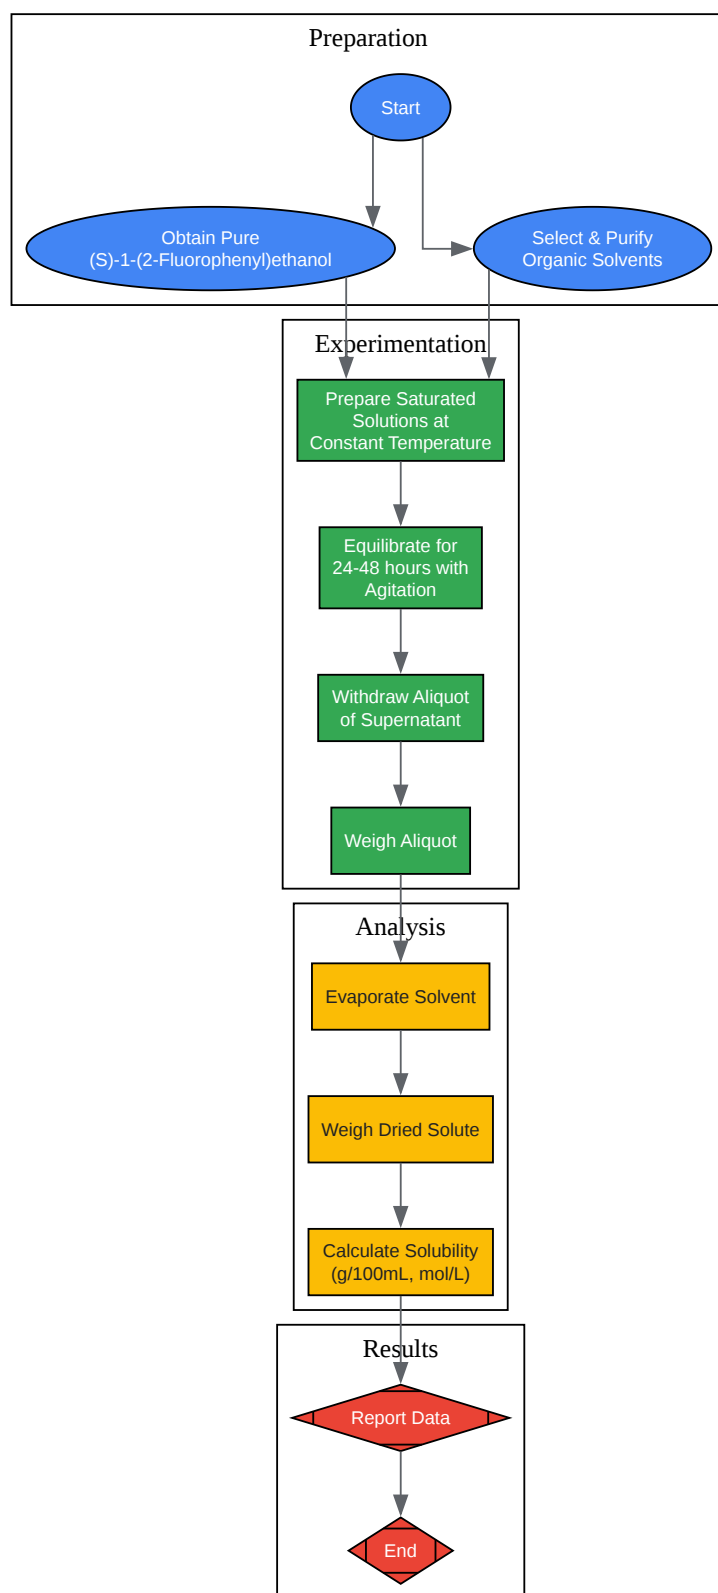 Preparation
Start
Obtain Pure
(S)-1-(2-Fluorophenyl)ethanol
Select & Purify
Organic Solvents
Experimentation
Prepare Saturated
Solutions at
Constant Temperature
Equilibrate for
24-48 hours with
Agitation
Withdraw Aliquot
of Supernatant
Weigh Aliquot
Analysis
Evaporate Solvent
Weigh Dried Solute
Calculate Solubility
(g/100mL, mol/L)
Results
Report Data
End